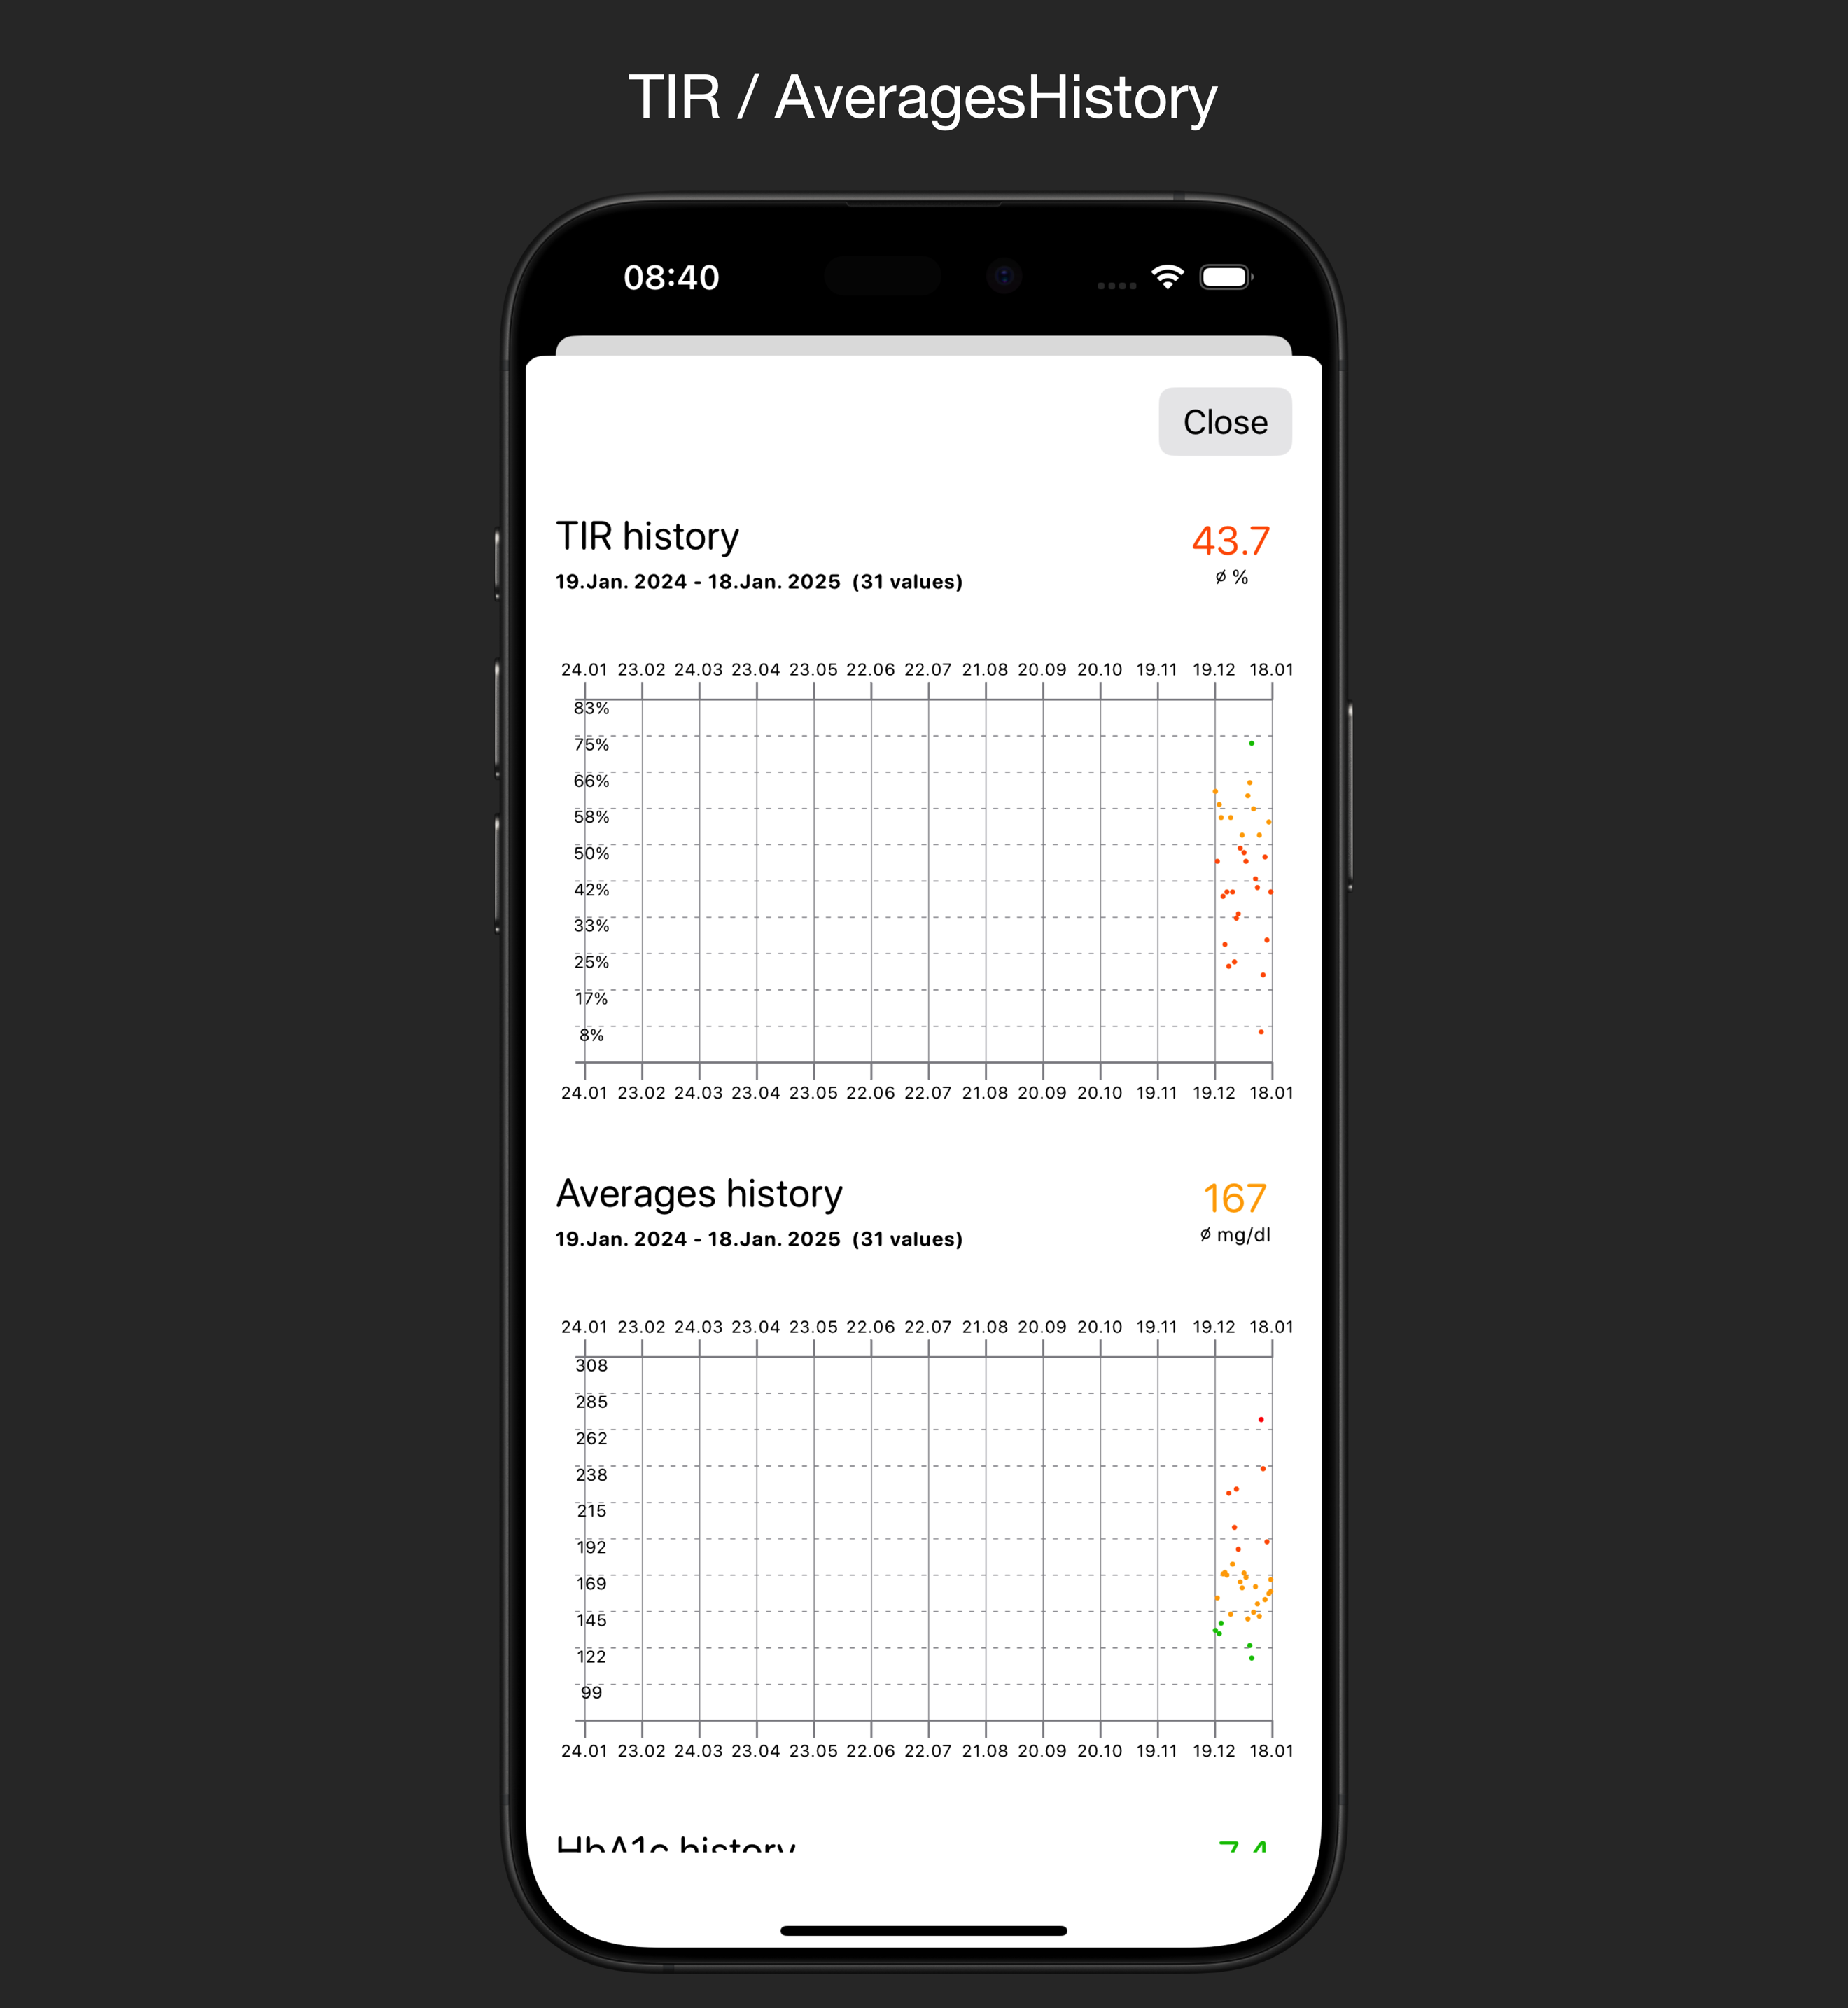 TIR / AveragesHistory
08:40
Close
TIR history
43.7
19.Jan. 2024 - 18.Jan. 2025 (31 values)
ø %
24.01 23.02 24.03 23.04 23.05 22.06 22.07 21.08 20.09 20.10 19.11 19.12 18.01
83%
75%
66%
58%
50%
42%
33%
25%
17%
8%
24.01 23.02 24.03 23.04 23.05 22.06 22.07 21.08 20.09 20.10 19.11 19.12 18.01
Averages history
167
19.Jan. 2024 - 18.Jan. 2025 (31 values)
ø mg/dl
24.01 23.02 24.03 23.04 23.05 22.06 22.07 21.08 20.09 20.10 19.11 19.12 18.01
308
285
262
238
215
192
169
145
122
99
24.01 23.02 24.03 23.04 23.05 22.06 22.07 21.08 20.09 20.10 19.11 19.12 18.01
HbA1c history
7.4